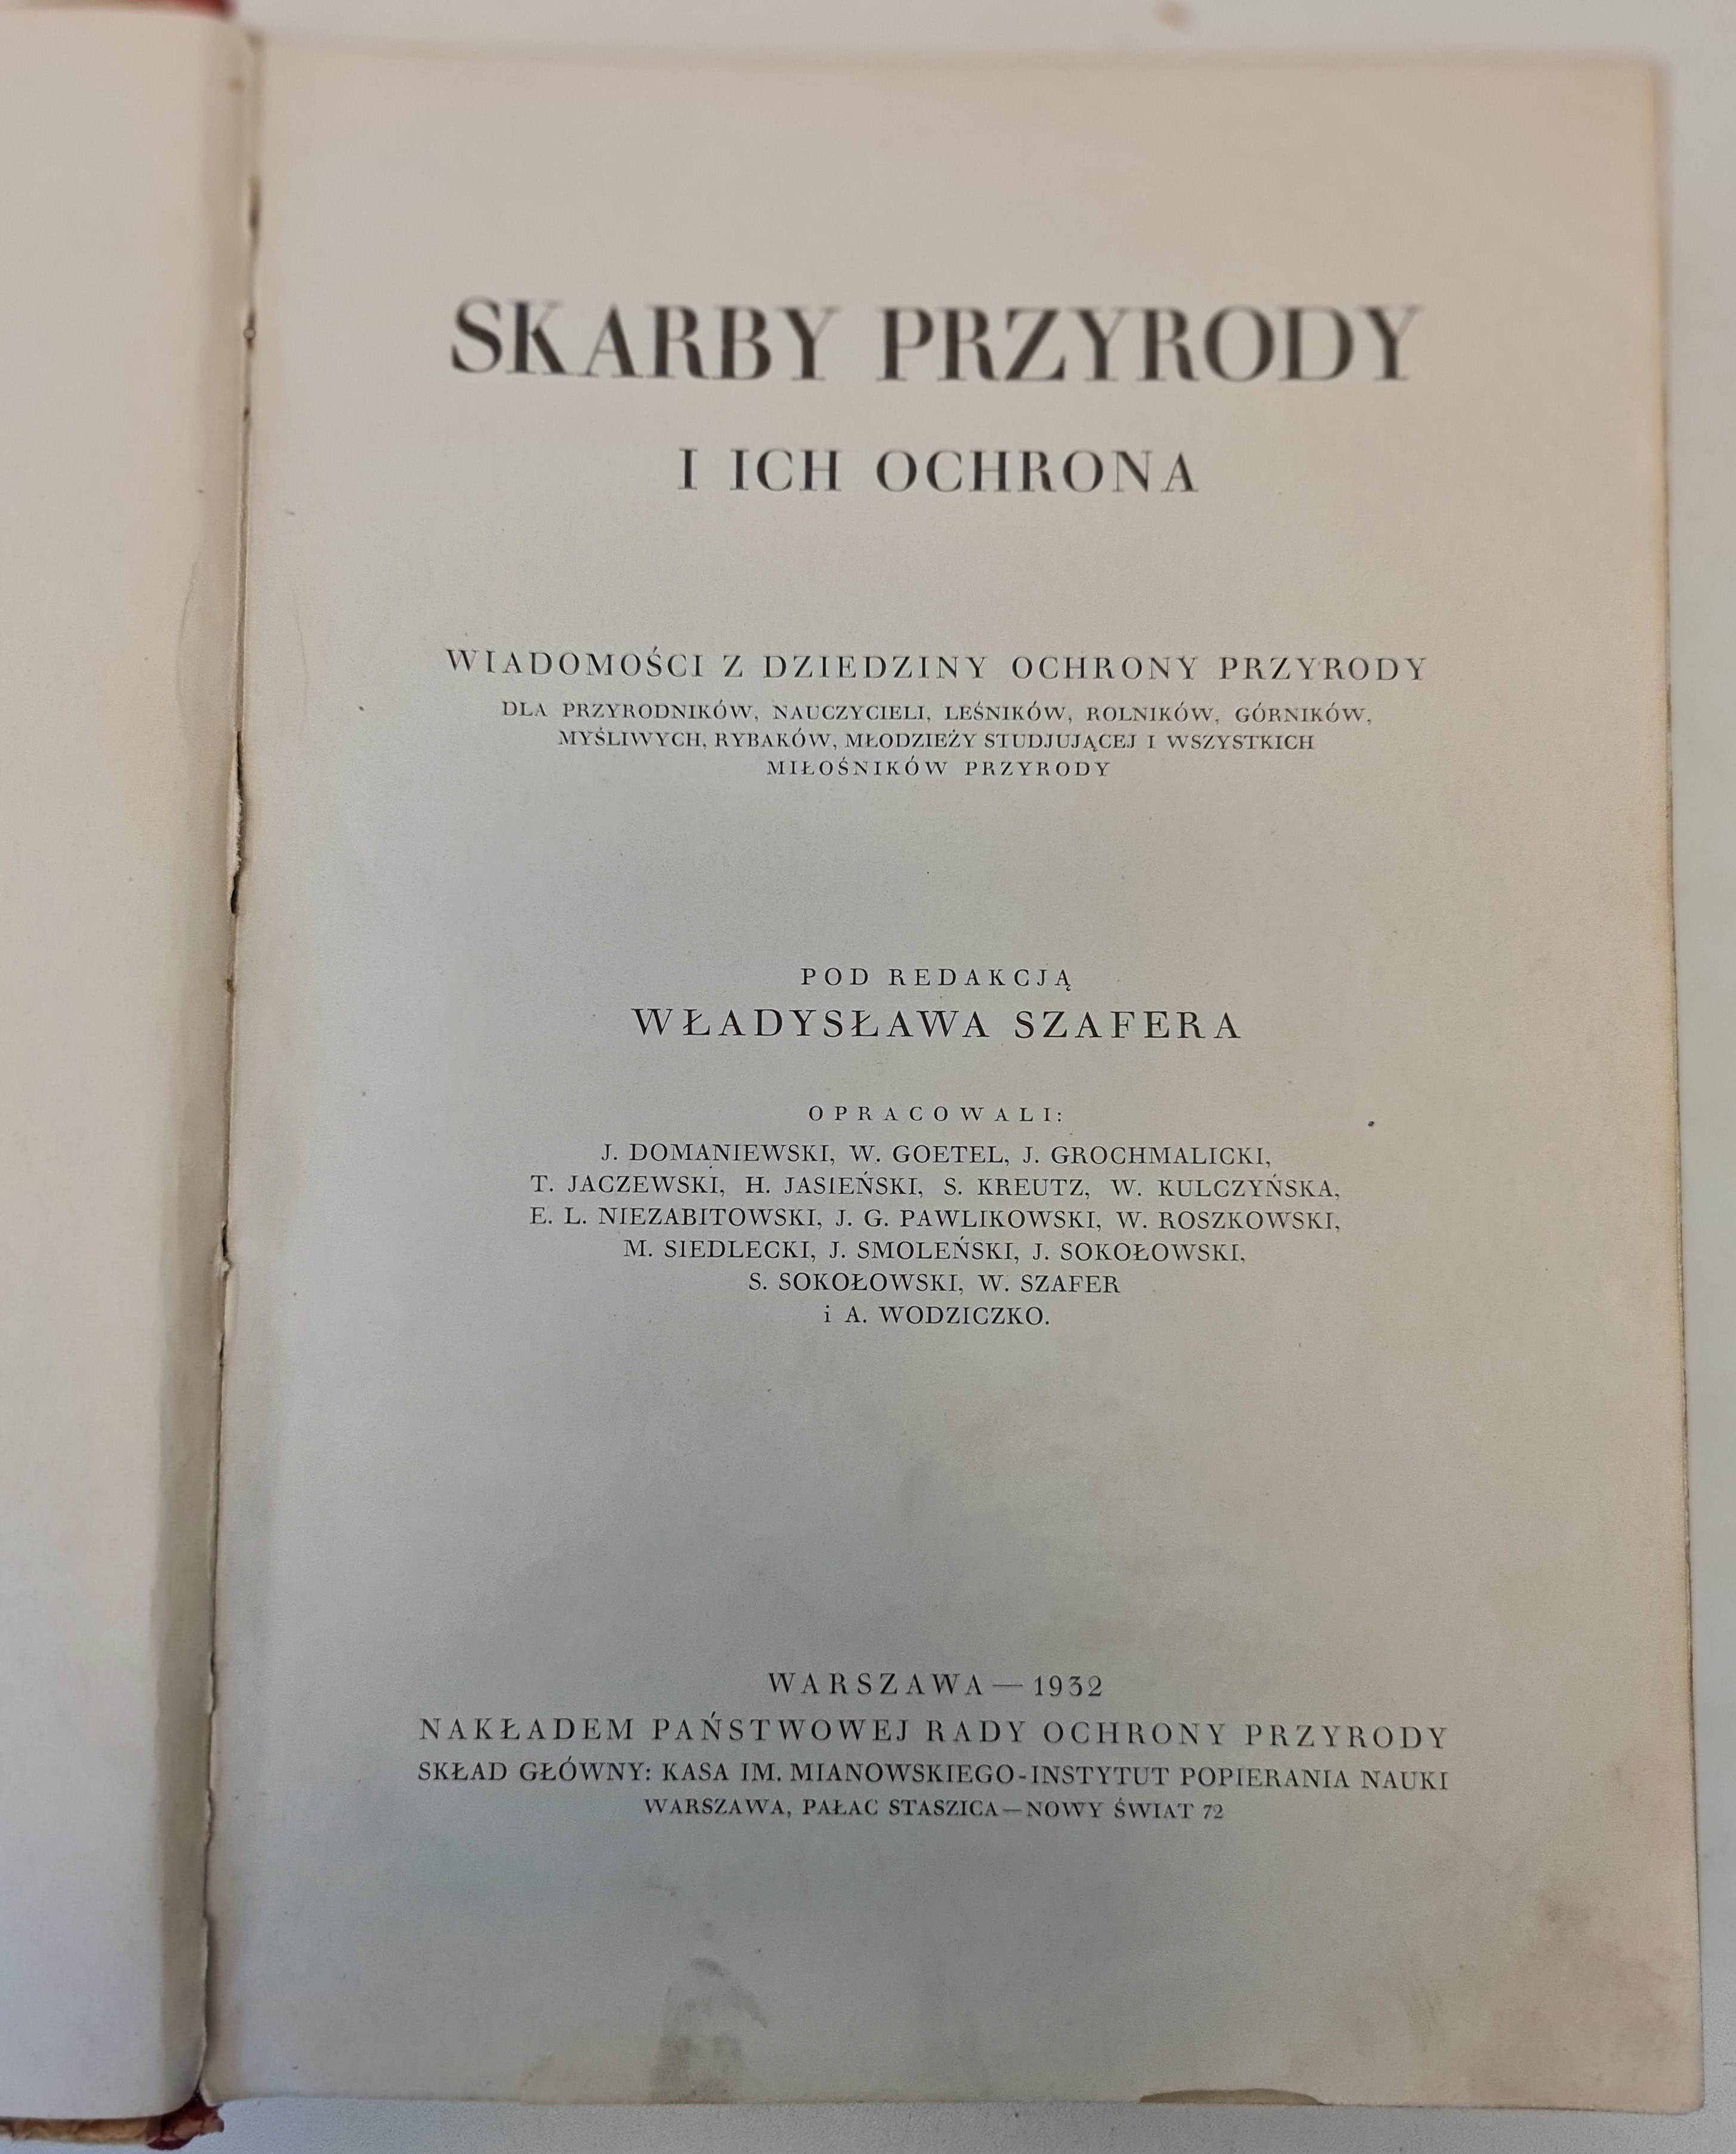 SKARBY PRZYRODY
I ICH OCHRONA
WIADOMOŚCI Z DZIEDZINY OCHRONY PRZYRODY
DLA PRZYRODNIKÓW, NAUCZYCIELI, LEŚNIKÓW, ROLNIKÓW, GÓRNIKÓW,
MYŚLIWYCH, RYBAKÓW, MŁODZIEŻY STUDJUJĄCEJ I WSZYSTKICH
MIŁOŚNIKÓW PRZYRODY
POD REDAKCJĄ
WŁADYSŁAWA SZAFERA
OPRACOWALI:
J. DOMANIEWSKI, W. GOETEL, J. GROCHMALICKI,
T. JACZEWSKI, H. JASIEŃSKI, S. KREUTZ, W. KULCZYŃSKA,
E. L. NIEZABITOWSKI, J. G. PAWLIKOWSKI, W. ROSZKOWSKI,
M. SIEDLECKI, J. SMOLEŃSKI, J. SOKOŁOWSKI,
S. SOKOŁOWSKI, W. SZAFER
i A. WODZICZKO.
WARSZAWA — 1932
NAKŁADEM PAŃSTWOWEJ RADY OCHRONY PRZYRODY
SKŁAD GŁÓWNY: KASA IM. MIANOWSKIEGO-INSTYTUT POPIERANIA NAUKI
WARSZAWA, PAŁAC STASZICA — NOWY ŚWIAT 72